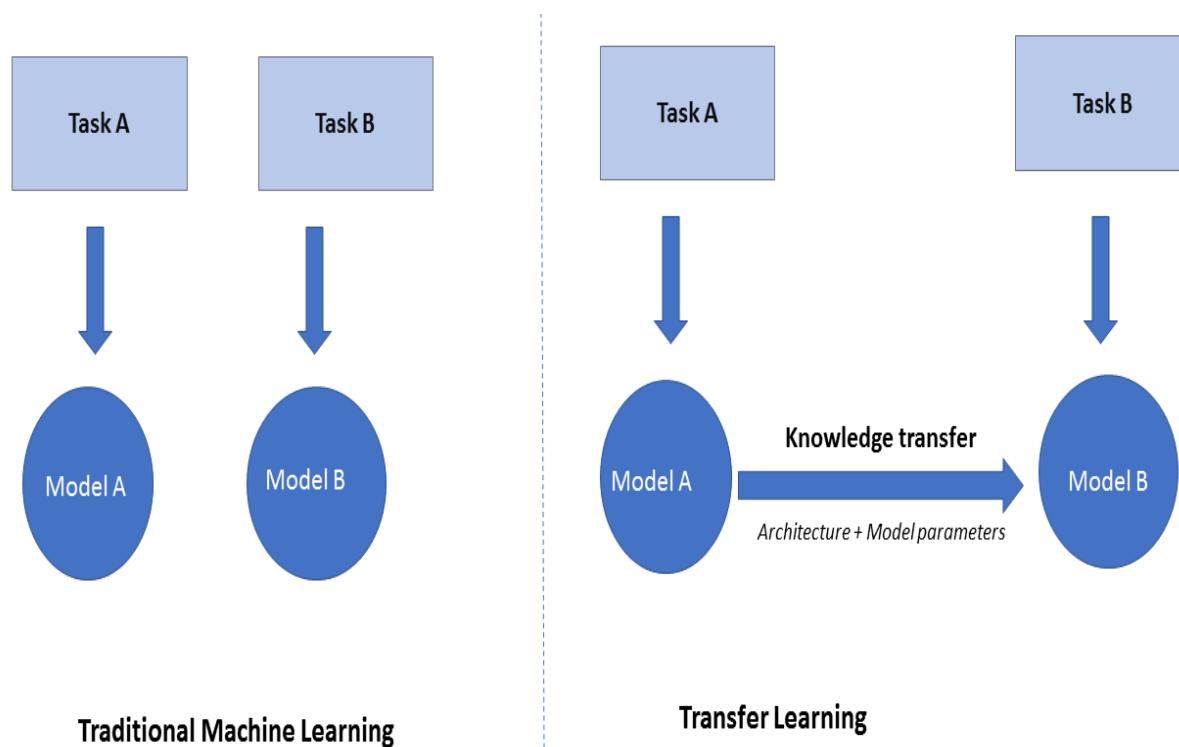 Task A
Task B
Model A
Model B
Traditional Machine Learning
Task A
Task B
Knowledge transfer
Model A
Architecture + Model parameters
Model B
Transfer Learning